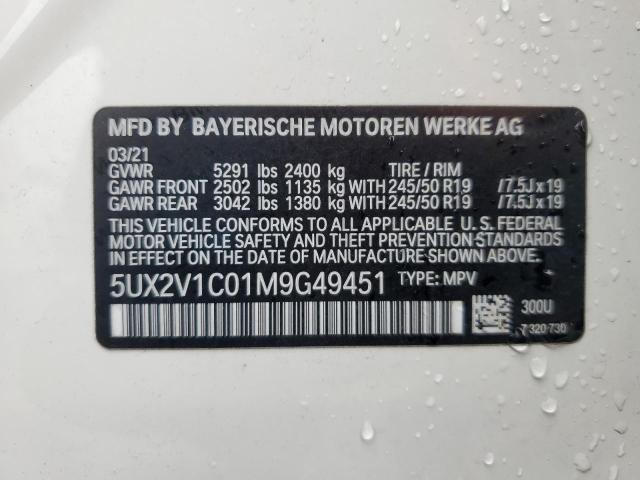 MFD BY BAYERISCHE MOTOREN WERKE AG
03/21
GVWR 5291 lbs 2400 kg TIRE / RIM
GAWR FRONT 2502 lbs 1135 kg WITH 245/50 R19 /7.5J x 19
GAWR REAR 3042 lbs 1380 kg WITH 245/50 R19 /7.5J x 19
THIS VEHICLE CONFORMS TO ALL APPLICABLE U. S. FEDERAL
MOTOR VEHICLE SAFETY AND THEFT PREVENTION STANDARDS
IN EFFECT ON THE DATE OF MANUFACTURE SHOWN ABOVE.
5UX2V1C01M9G49451 TYPE: MPV
300U
7 320 730